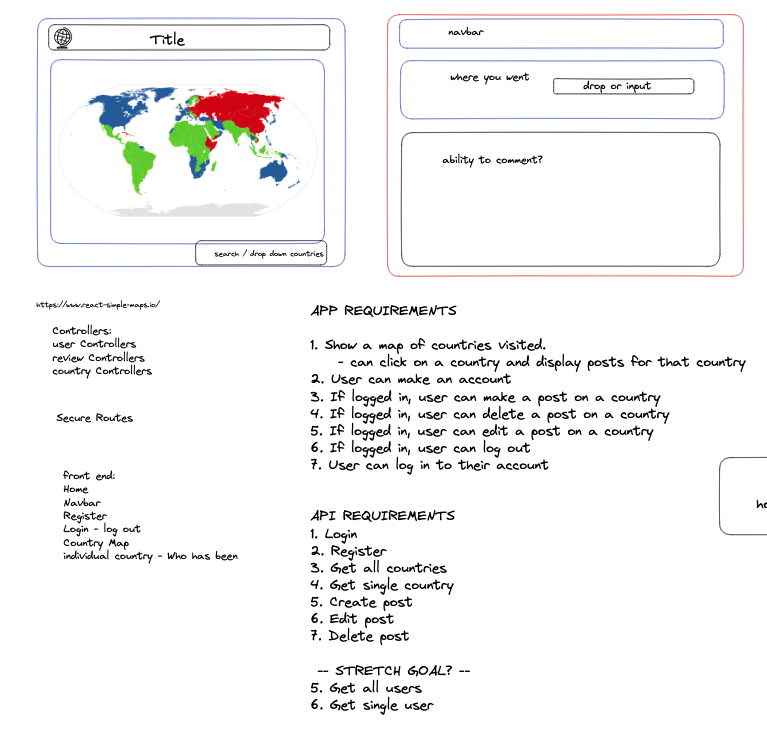 Title
search / drop down countries
navbar
where you went
drop or input
ability to comment?
https://www.react-simple-maps.io/
Controllers:
user Controllers
review Controllers
country Controllers
Secure Routes
front end:
Home
Navbar
Register
Login - log out
Country Map
individual country - Who has been
APP REQUIREMENTS
1. Show a map of countries visited.
- can click on a country and display posts for that country
2. User can make an account
3. If logged in, user can make a post on a country
4. If logged in, user can delete a post on a country
5. If logged in, user can edit a post on a country
6. If logged in, user can log out
7. User can log in to their account
API REQUIREMENTS
1. Login
2. Register
3. Get all countries
4. Get single country
5. Create post
6. Edit post
7. Delete post
-- STRETCH GOAL? --
5. Get all users
6. Get single user